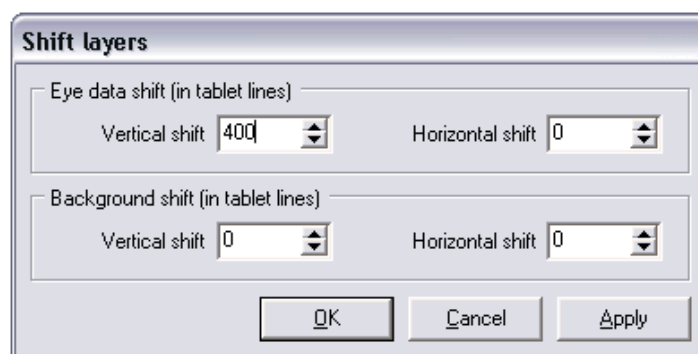 Shift layers
Eye data shift (in tablet lines)
Vertical shift 400 Horizontal shift 0
Background shift (in tablet lines)
Vertical shift 0 Horizontal shift 0
OK Cancel Apply